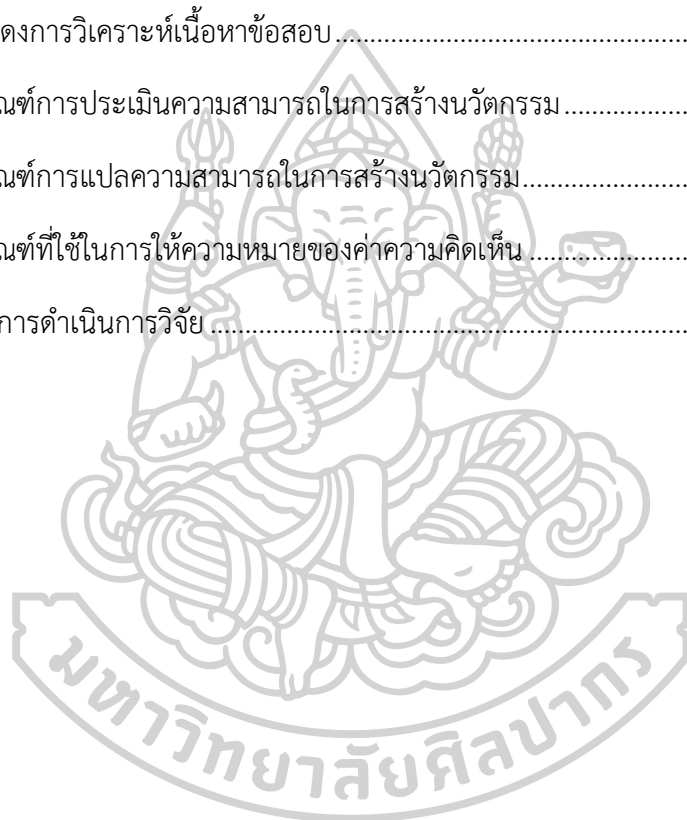 ดงการวิเคราะห์เนื้อหาข้อสอบ.......................................................
ณฑ์การประเมินความสามารถในการสร้างนวัตกรรม....................
ณฑ์การแปลความสามารถในการสร้างนวัตกรรม...........................
ณฑ์ที่ใช้ในการให้ความหมายของค่าความคิดเห็น..........................
การดำเนินการวิจัย..............................................................................
มหาวิทยาลัยศิลปากร